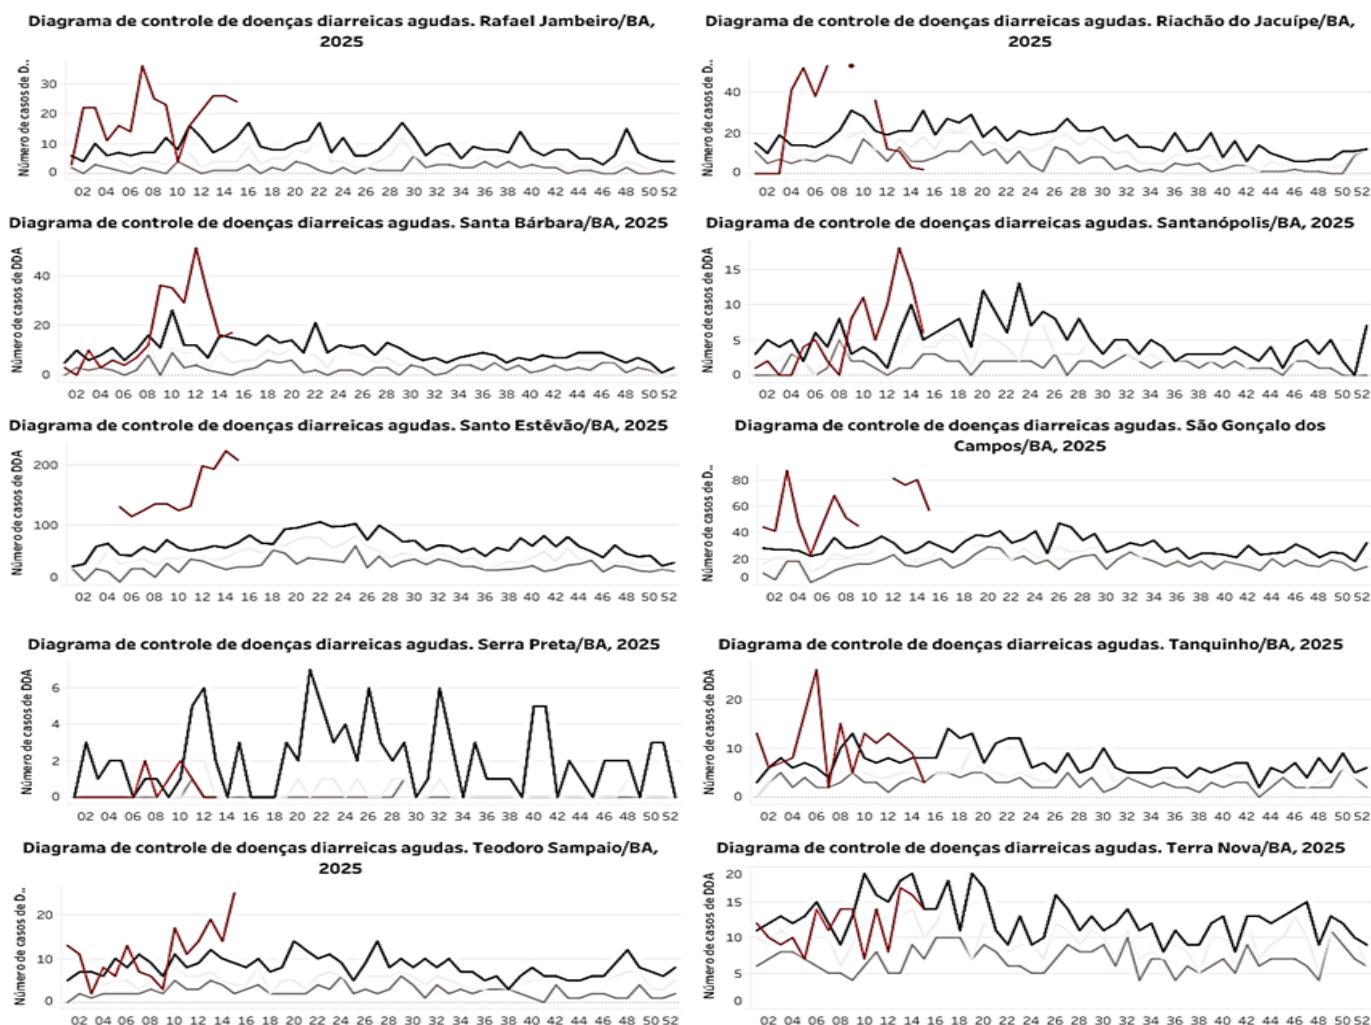 Diagrama de controle de doenças diarreicas agudas. Rafael Jambeiro/BA,
2025
Número de casos de D..
30
20
10
0
02 04 06 08 10 12 14 16 18 20 22 24 26 28 30 32 34 36 38 40 42 44 46 48 50 52
Diagrama de controle de doenças diarreicas agudas. Riachão do Jacuípe/BA,
2025
Número de casos de D..
40
20
0
02 04 06 08 10 12 14 16 18 20 22 24 26 28 30 32 34 36 38 40 42 44 46 48 50 52
Diagrama de controle de doenças diarreicas agudas. Santa Bárbara/BA, 2025
Número de casos de DDA
40
20
0
02 04 06 08 10 12 14 16 18 20 22 24 26 28 30 32 34 36 38 40 42 44 46 48 50 52
Diagrama de controle de doenças diarreicas agudas. Santanópolis/BA, 2025
Número de casos de DDA
15
10
5
0
02 04 06 08 10 12 14 16 18 20 22 24 26 28 30 32 34 36 38 40 42 44 46 48 50 52
Diagrama de controle de doenças diarreicas agudas. Santo Estêvão/BA, 2025
Número de casos de DDA
200
100
0
02 04 06 08 10 12 14 16 18 20 22 24 26 28 30 32 34 36 38 40 42 44 46 48 50 52
Diagrama de controle de doenças diarreicas agudas. São Gonçalo dos
Campos/BA, 2025
Número de casos de D..
80
60
40
20
0
02 04 06 08 10 12 14 16 18 20 22 24 26 28 30 32 34 36 38 40 42 44 46 48 50 52
Diagrama de controle de doenças diarreicas agudas. Serra Preta/BA, 2025
Número de casos de DDA
6
4
2
0
02 04 06 08 10 12 14 16 18 20 22 24 26 28 30 32 34 36 38 40 42 44 46 48 50 52
Diagrama de controle de doenças diarreicas agudas. Tanquinho/BA, 2025
Número de casos de DDA
20
10
0
02 04 06 08 10 12 14 16 18 20 22 24 26 28 30 32 34 36 38 40 42 44 46 48 50 52
Diagrama de controle de doenças diarreicas agudas. Teodoro Sampaio/BA,
2025
Número de casos de D..
20
10
0
02 04 06 08 10 12 14 16 18 20 22 24 26 28 30 32 34 36 38 40 42 44 46 48 50 52
Diagrama de controle de doenças diarreicas agudas. Terra Nova/BA, 2025
Número de casos de DDA
20
15
10
5
0
02 04 06 08 10 12 14 16 18 20 22 24 26 28 30 32 34 36 38 40 42 44 46 48 50 52